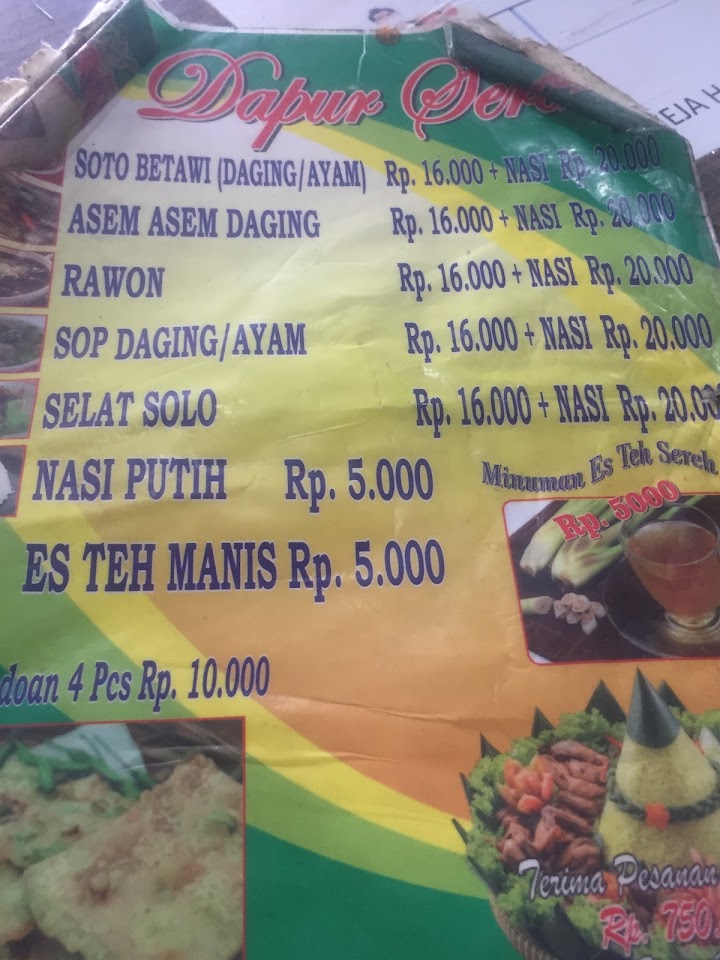 Dapur
SOTO BETAWI (DAGING/AYAM) Rp. 16.000 + NASI Rp. 20.000
ASEM ASEM DAGING Rp. 16.000 + NASI Rp. 20.000
RAWON Rp. 16.000 + NASI Rp. 20.000
SOP DAGING/AYAM Rp. 16.000 + NASI Rp. 20.000
SELAT SOLO Rp. 16.000 + NASI Rp. 20.00
NASI PUTIH Rp. 5.000
Minuman Es Teh Sereh
Rp. 5000
ES TEH MANIS Rp. 5.000
doan 4 Pcs Rp. 10.000
Terima Pesanan
Rp. 750.
EJA H